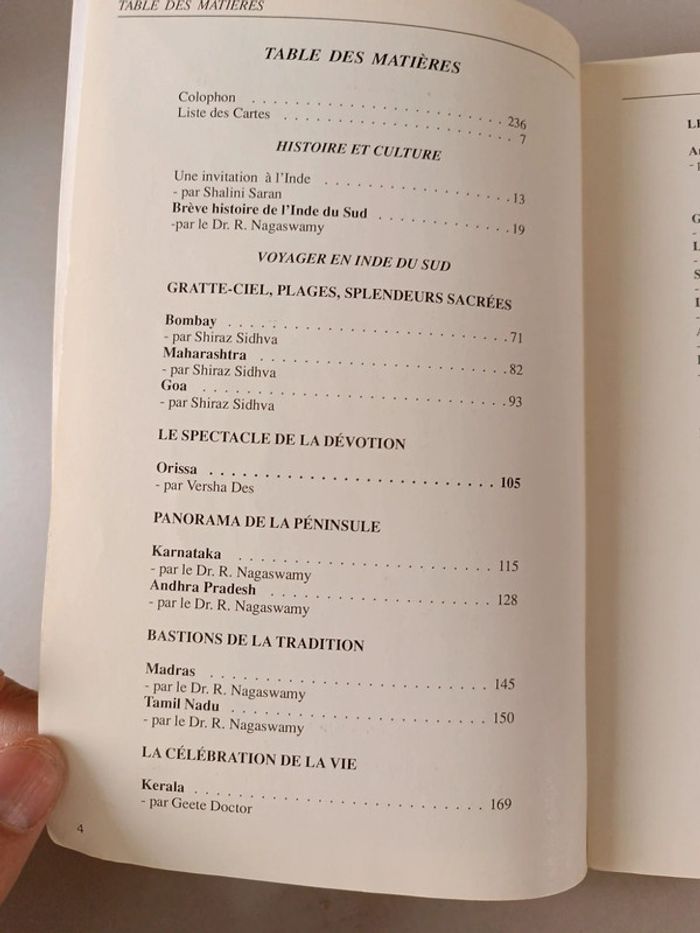 TABLE DES MATIÈRES
TABLE DES MATIÈRES
Colophon . . . . . . . . . . . . . . . . . . . . . . . . 236
Liste des Cartes . . . . . . . . . . . . . . . . . . . . . 7
HISTOIRE ET CULTURE
Une invitation à l'Inde . . . . . . . . . . . . . . . . . 13
- par Shalini Saran
Brève histoire de l'Inde du Sud . . . . . . . . . . . . 19
-par le Dr. R. Nagaswamy
VOYAGER EN INDE DU SUD
GRATTE-CIEL, PLAGES, SPLENDEURS SACRÉES
Bombay . . . . . . . . . . . . . . . . . . . . . . . . 71
- par Shiraz Sidhva
Maharashtra . . . . . . . . . . . . . . . . . . . . . 82
- par Shiraz Sidhva
Goa . . . . . . . . . . . . . . . . . . . . . . . . . 93
- par Shiraz Sidhva
LE SPECTACLE DE LA DÉVOTION
Orissa . . . . . . . . . . . . . . . . . . . . . . . . 105
- par Versha Des
PANORAMA DE LA PÉNINSULE
Karnataka . . . . . . . . . . . . . . . . . . . . . . 115
- par le Dr. R. Nagaswamy
Andhra Pradesh . . . . . . . . . . . . . . . . . . . 128
- par le Dr. R. Nagaswamy
BASTIONS DE LA TRADITION
Madras . . . . . . . . . . . . . . . . . . . . . . . . 145
- par le Dr. R. Nagaswamy
Tamil Nadu . . . . . . . . . . . . . . . . . . . . . . 150
- par le Dr. R. Nagaswamy
LA CÉLÉBRATION DE LA VIE
Kerala . . . . . . . . . . . . . . . . . . . . . . . . 169
- par Geete Doctor
4